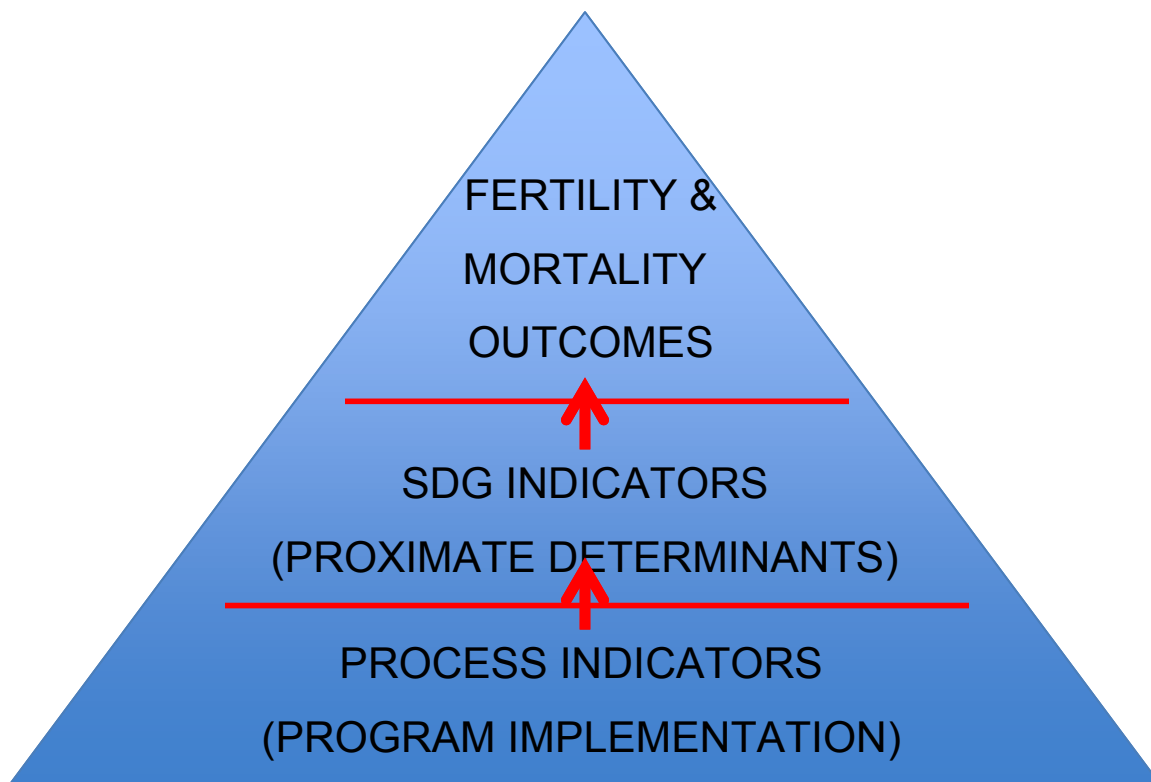 FERTILITY &
MORTALITY
OUTCOMES
SDG INDICATORS
(PROXIMATE DETERMINANTS)
PROCESS INDICATORS
(PROGRAM IMPLEMENTATION)